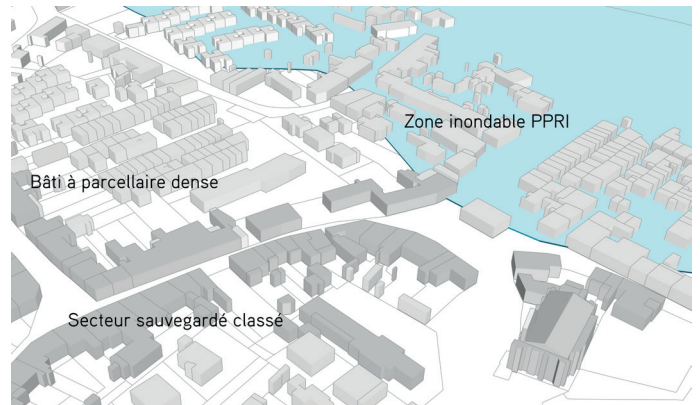 Zone inondable PPRI
Bâti à parcellaire dense
Secteur sauvegardé classé